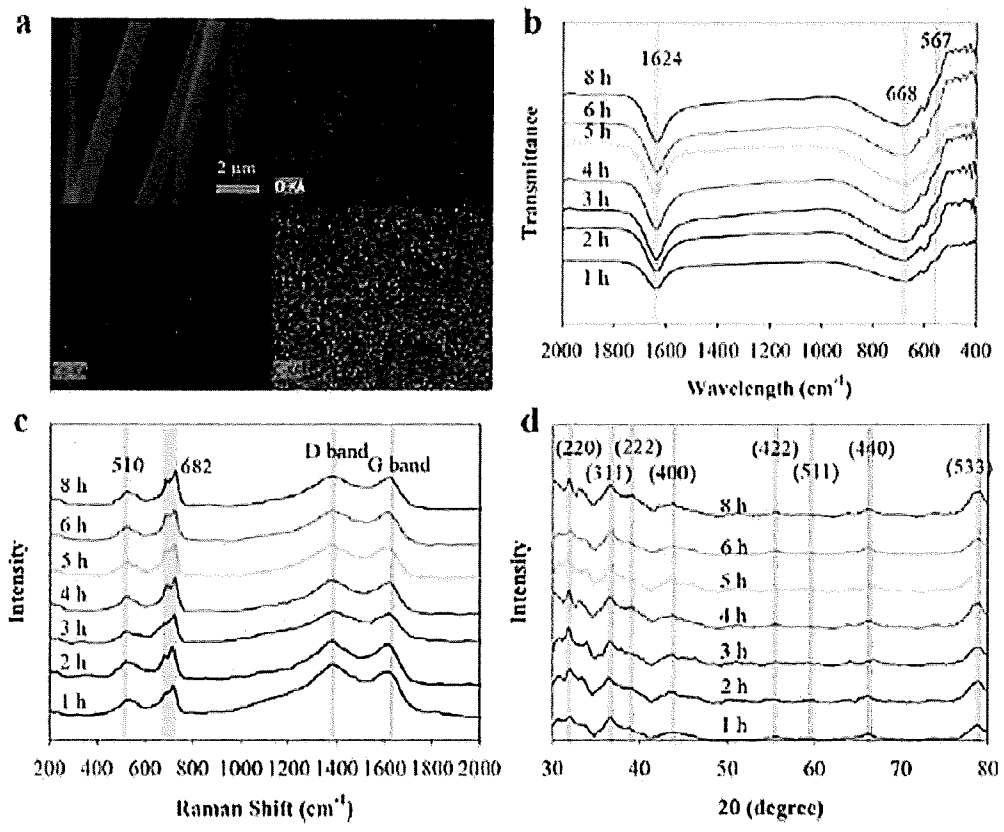 a
2 µm
O KA
b
1624
567
668
8 h
6 h
5 h
4 h
3 h
2 h
1 h
Transmittance
2000 1800 1600 1400 1200 1000 800 600 400
Wavelength (cm-1)
c
510
682
D band
G band
8 h
6 h
5 h
4 h
3 h
2 h
1 h
Intensity
200 400 600 800 1000 1200 1400 1600 1800 2000
Raman Shift (cm-1)
d
(220)
(311)
(222)
(400)
(422)
(511)
(440)
(533)
8 h
6 h
5 h
4 h
3 h
2 h
1 h
Intensity
30 40 50 60 70 80
2θ (degree)